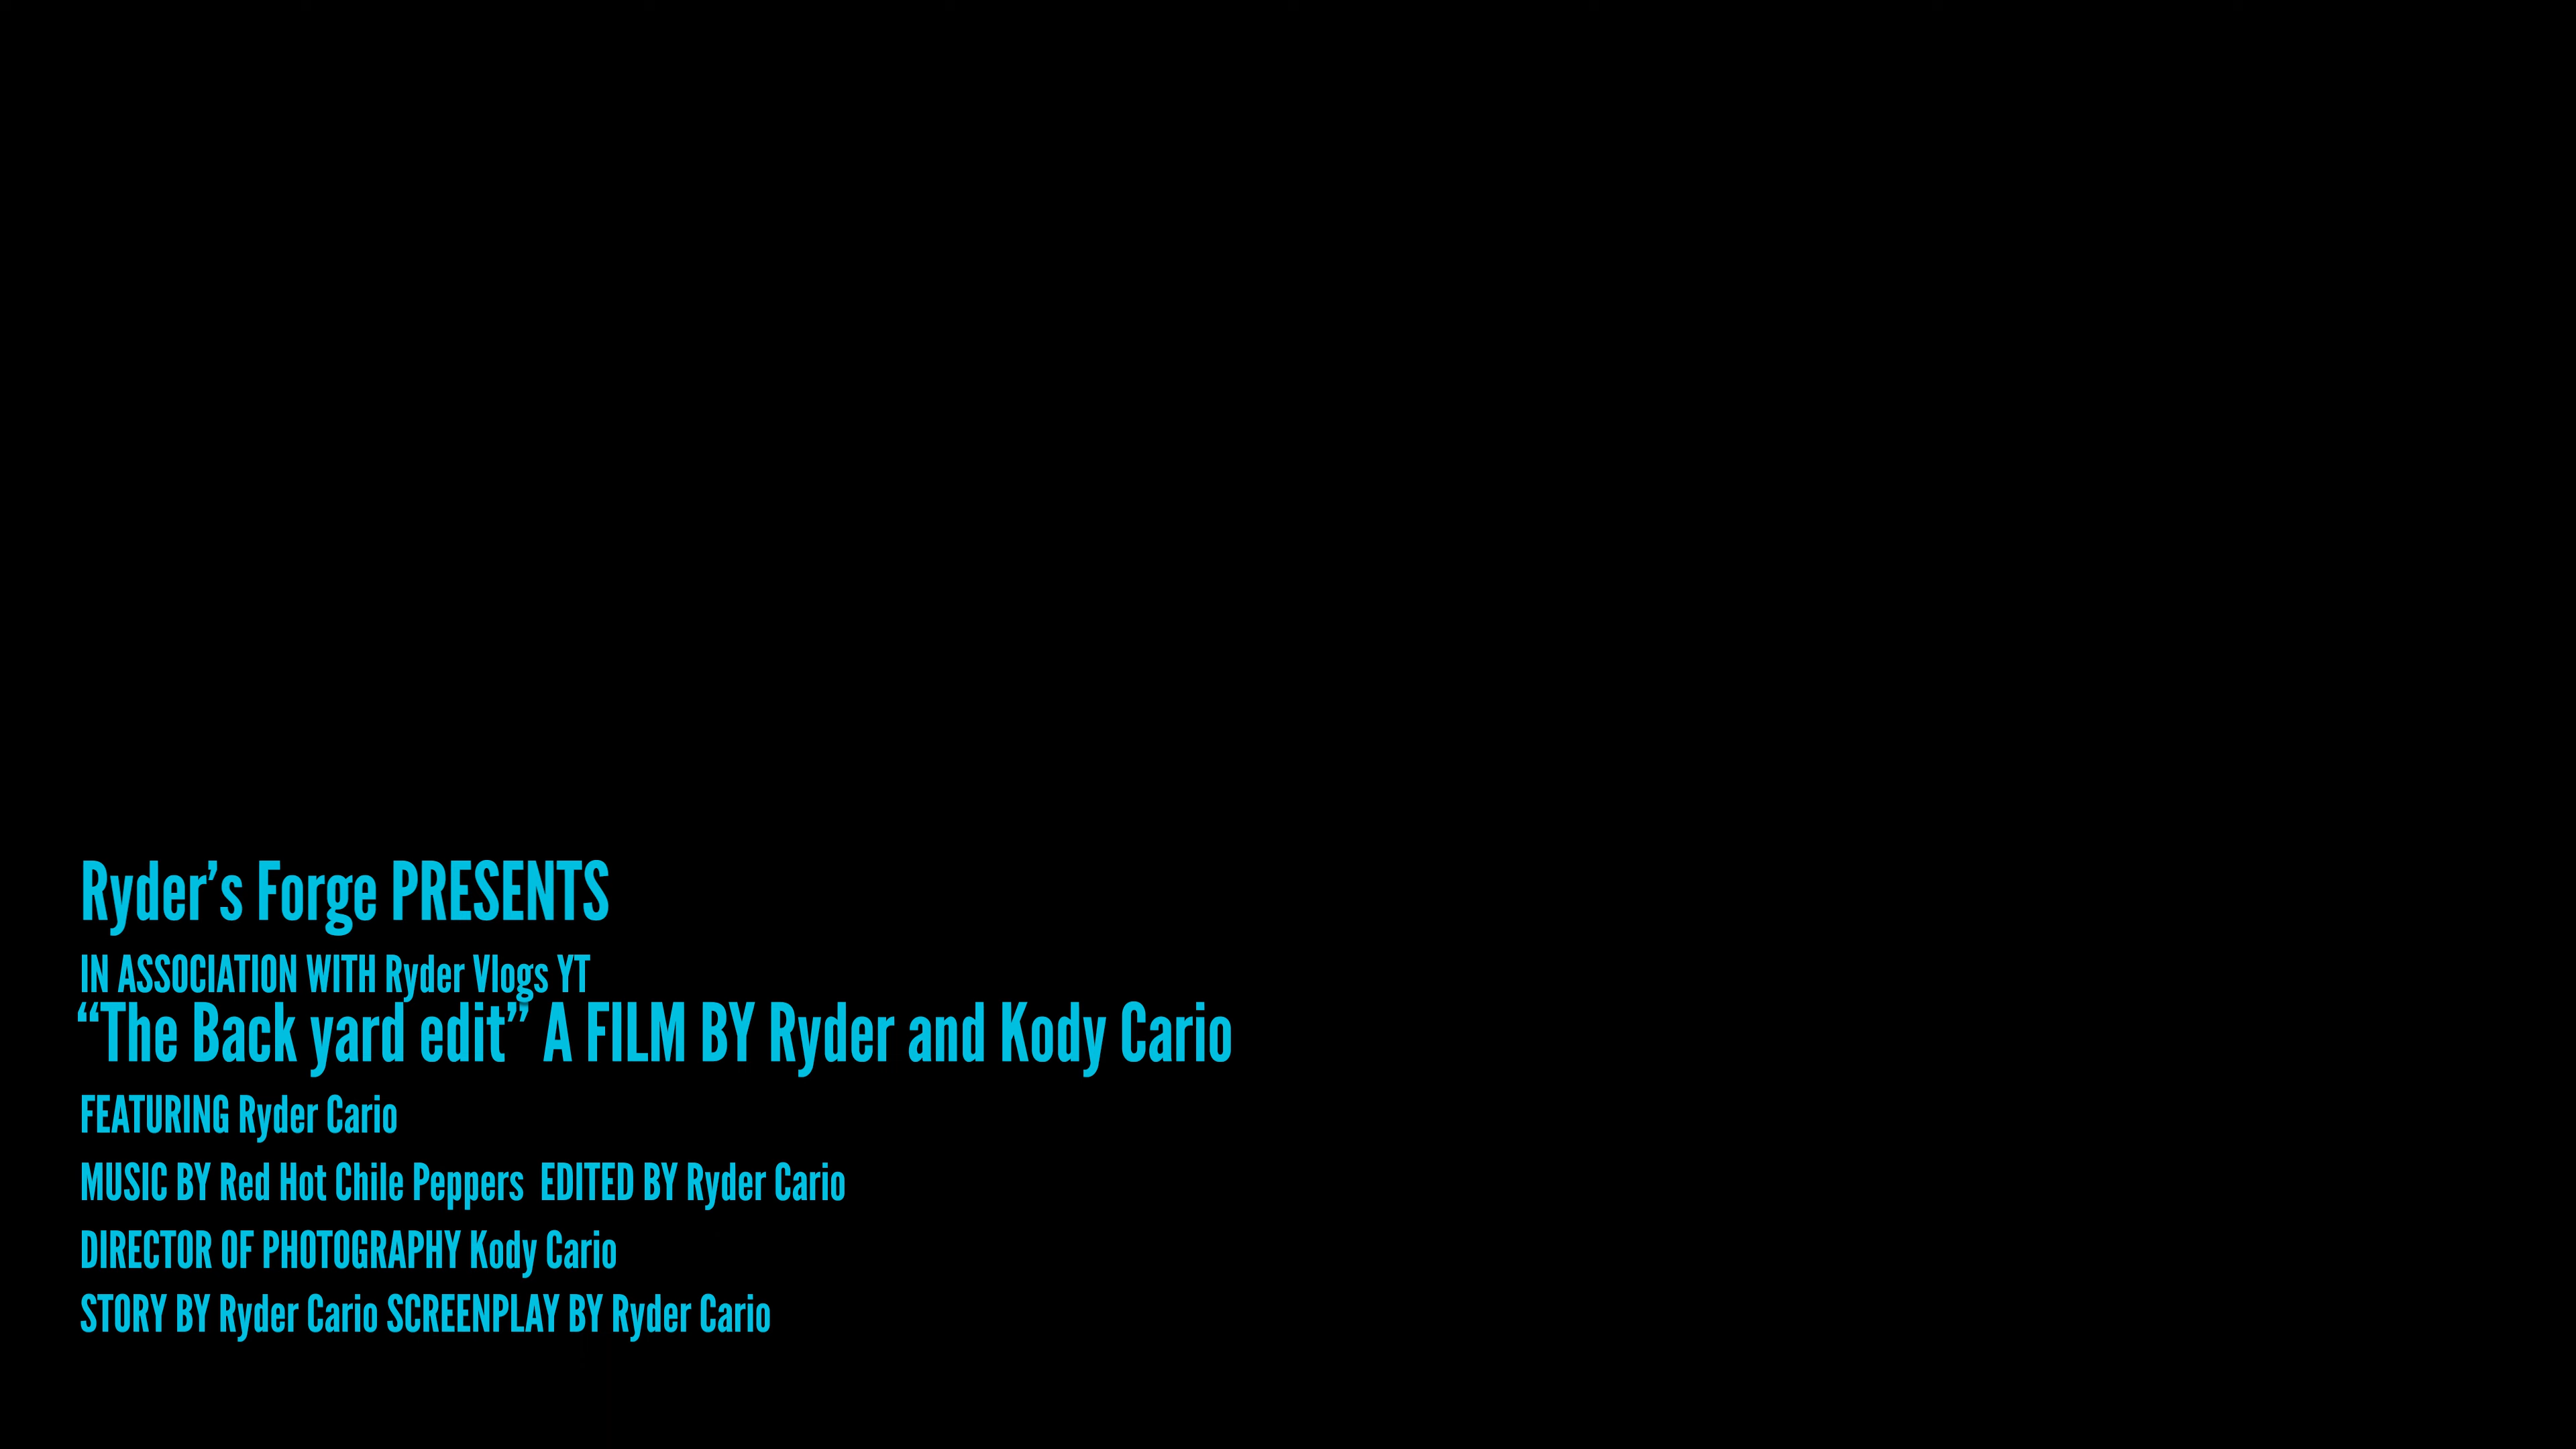 Ryder’s Forge PRESENTS
IN ASSOCIATION WITH Ryder Vlogs YT
“The Back yard edit” A FILM BY Ryder and Kody Cario
FEATURING Ryder Cario
MUSIC BY Red Hot Chile Peppers  EDITED BY Ryder Cario
DIRECTOR OF PHOTOGRAPHY Kody Cario
STORY BY Ryder Cario SCREENPLAY BY Ryder Cario